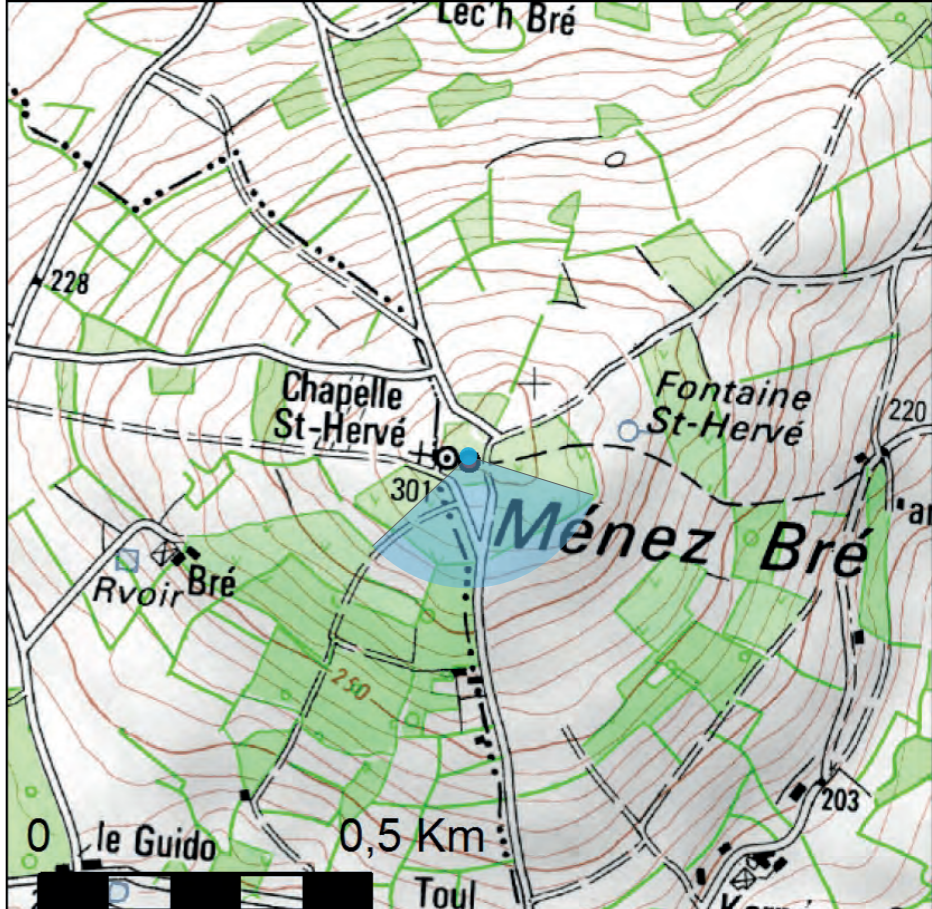 Lec'h Bré
228
Chapelle
St-Hervé
Fontaine
St-Hervé
220
301
Ménez Bré
Rvoir
Bré
250
203
0
0,5 Km
le Guido
Toul